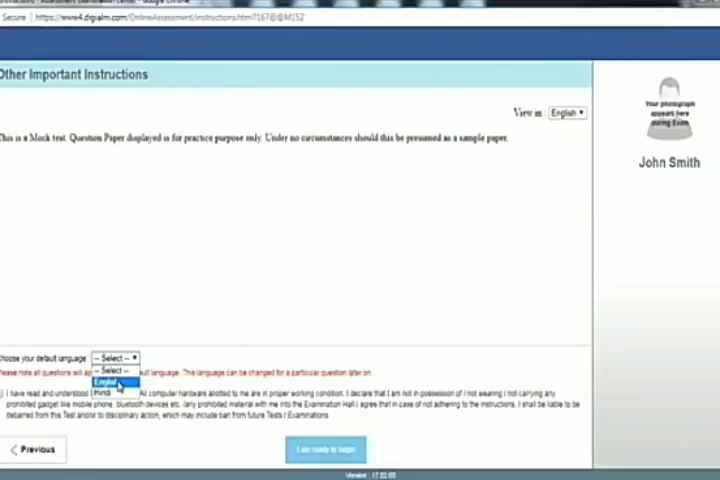 Secure | https://www4.digialm.com/OnlineAssessment/instructions.html?167@@M152
Other Important Instructions
View in : English
This is a Mock test. Question Paper displayed is for practice purpose only. Under no circumstances should this be presumed as a sample paper.
Your photograph
appears here
during Exam
John Smith
Choose your default language : -- Select --
-- Select --
English
Hindi
Please note all questions will ap ult language. This language can be changed for a particular question later on.
I have read and understood All computer hardware allotted to me are in proper working condition. I declare that I am not in possession of / not wearing / not carrying any
prohibited gadget like mobile phone, bluetooth devices etc. /any prohibited material with me into the Examination Hall.I agree that in case of not adhering to the instructions, I shall be liable to be
debarred from this Test and/or to disciplinary action, which may include ban from future Tests / Examinations
< Previous
I am ready to begin